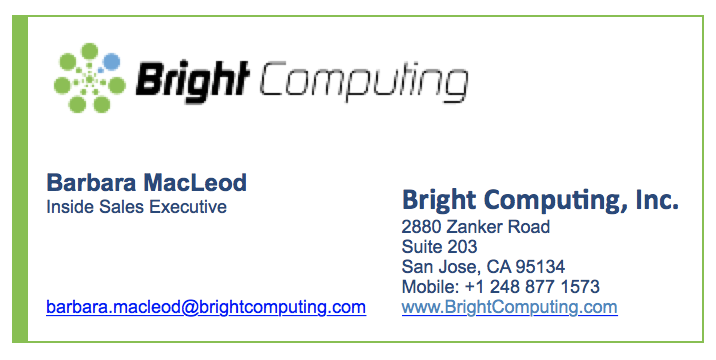 Bright Computing
Barbara MacLeod
Inside Sales Executive
barbara.macleod@brightcomputing.com
Bright Computing, Inc.
2880 Zanker Road
Suite 203
San Jose, CA 95134
Mobile: +1 248 877 1573
www.BrightComputing.com